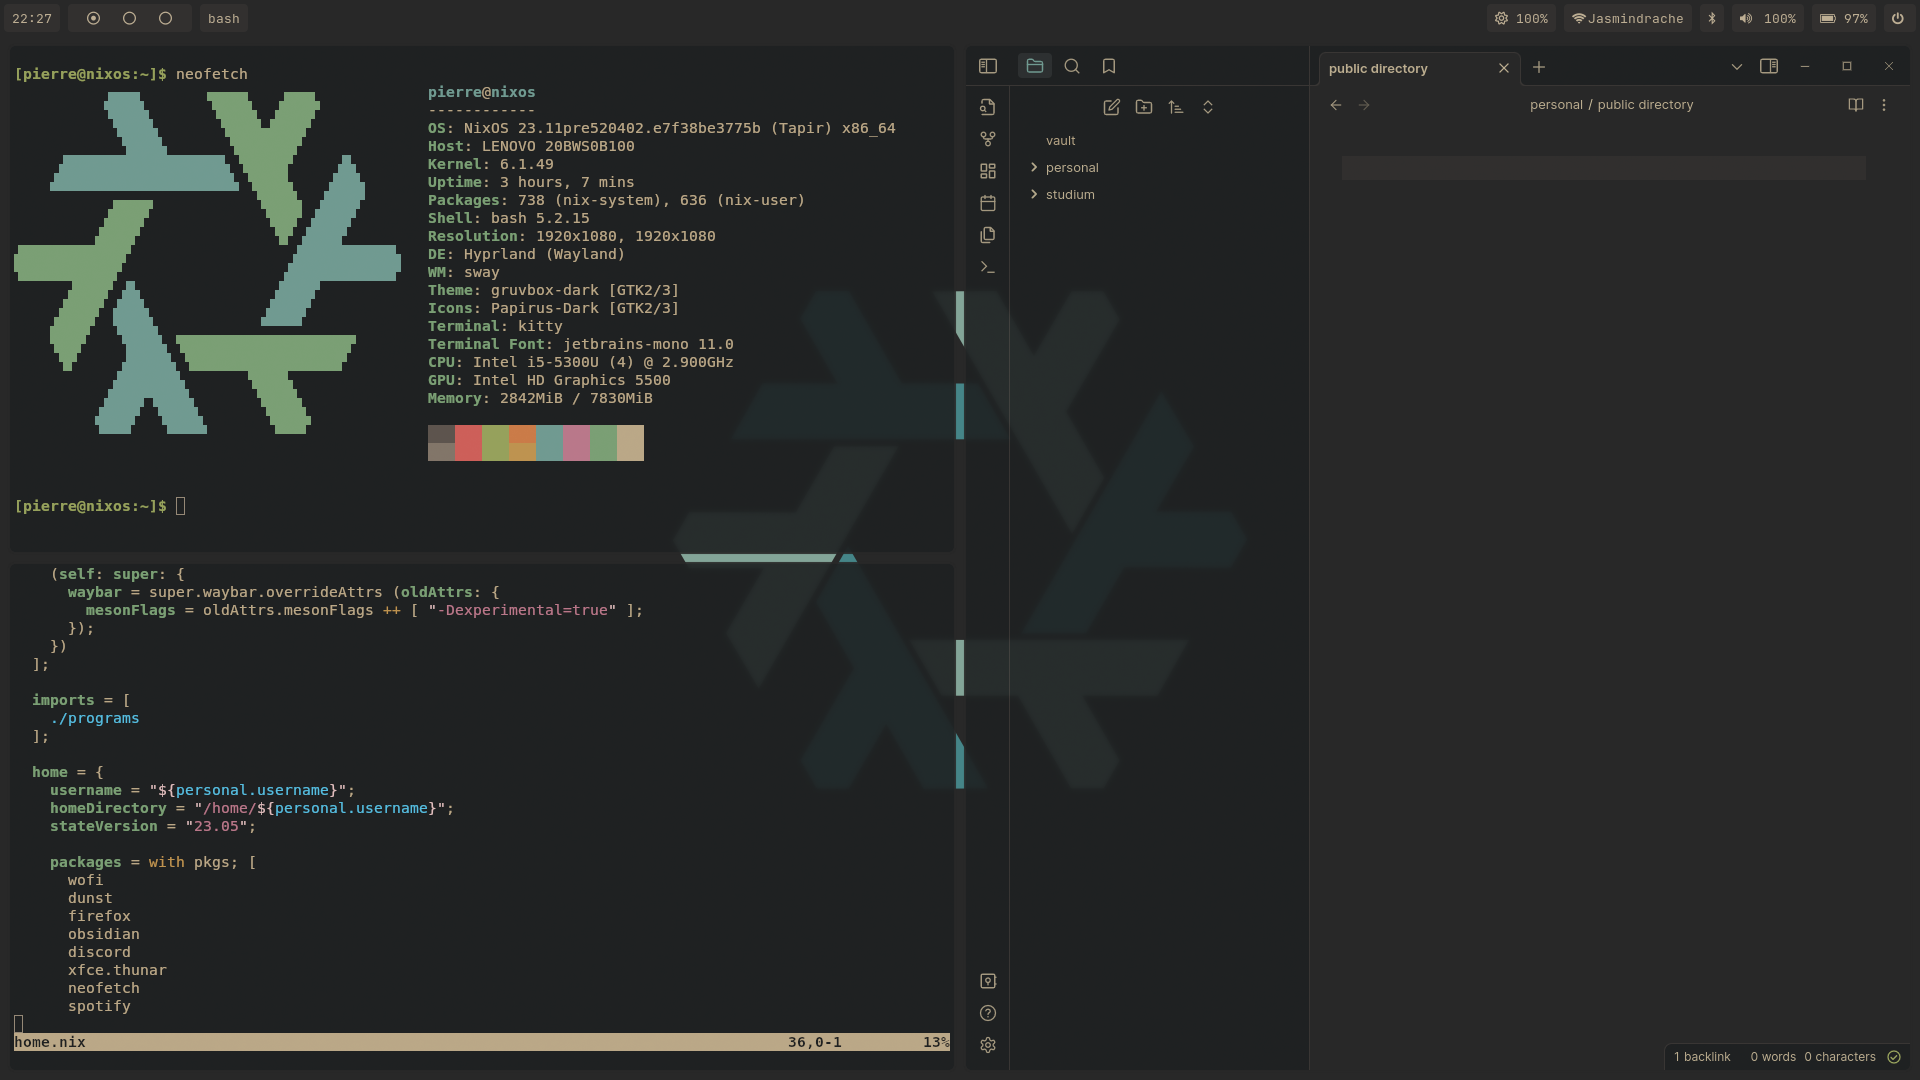 22:27
bash
100%
Jasmindrache
100%
97%
[pierre@nixos:~]$ neofetch
pierre@nixos
------------
OS: NixOS 23.11pre520402.e7f38be3775b (Tapir) x86_64
Host: LENOVO 20BWS0B100
Kernel: 6.1.49
Uptime: 3 hours, 7 mins
Packages: 738 (nix-system), 636 (nix-user)
Shell: bash 5.2.15
Resolution: 1920x1080, 1920x1080
DE: Hyprland (Wayland)
WM: sway
Theme: gruvbox-dark [GTK2/3]
Icons: Papirus-Dark [GTK2/3]
Terminal: kitty
Terminal Font: jetbrains-mono 11.0
CPU: Intel i5-5300U (4) @ 2.900GHz
GPU: Intel HD Graphics 5500
Memory: 2842MiB / 7830MiB
[pierre@nixos:~]$
(self: super: {
waybar = super.waybar.overrideAttrs (oldAttrs: {
mesonFlags = oldAttrs.mesonFlags ++ [ "-Dexperimental=true" ];
});
})
];
imports = [
./programs
];
home = {
username = "${personal.username}";
homeDirectory = "/home/${personal.username}";
stateVersion = "23.05";
packages = with pkgs; [
wofi
dunst
firefox
obsidian
discord
xfce.thunar
neofetch
spotify
home.nix 36,0-1 13%
vault
personal
studium
public directory
personal / public directory
1 backlink 0 words 0 characters